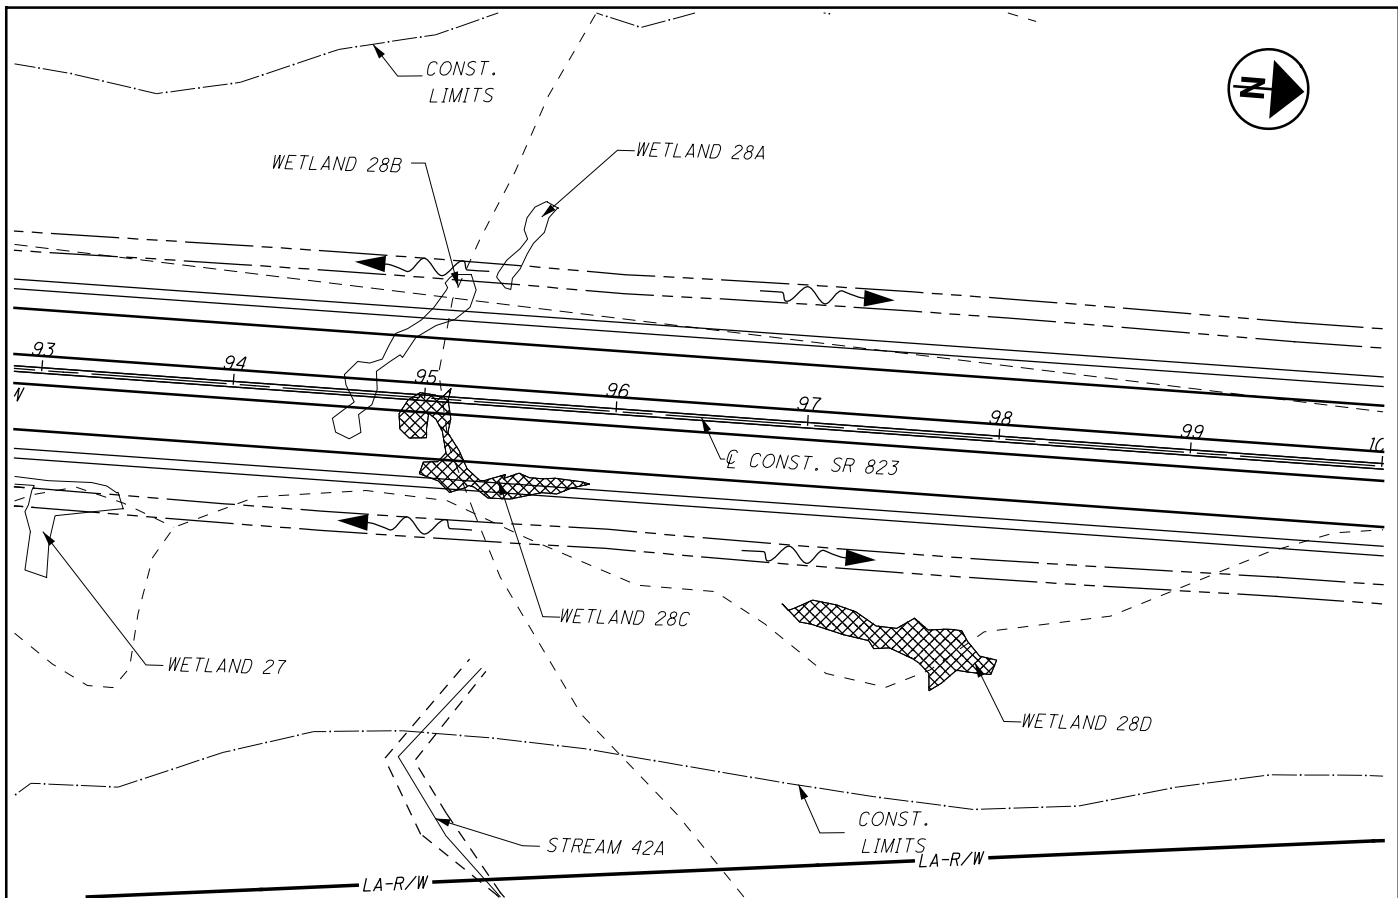 CONST.
LIMITS
N
WETLAND 28B
WETLAND 28A
93
94
95
96
97
98
99
10
N
℄ CONST. SR 823
WETLAND 28C
WETLAND 27
WETLAND 28D
STREAM 42A
CONST.
LIMITS
LA-R/W
LA-R/W